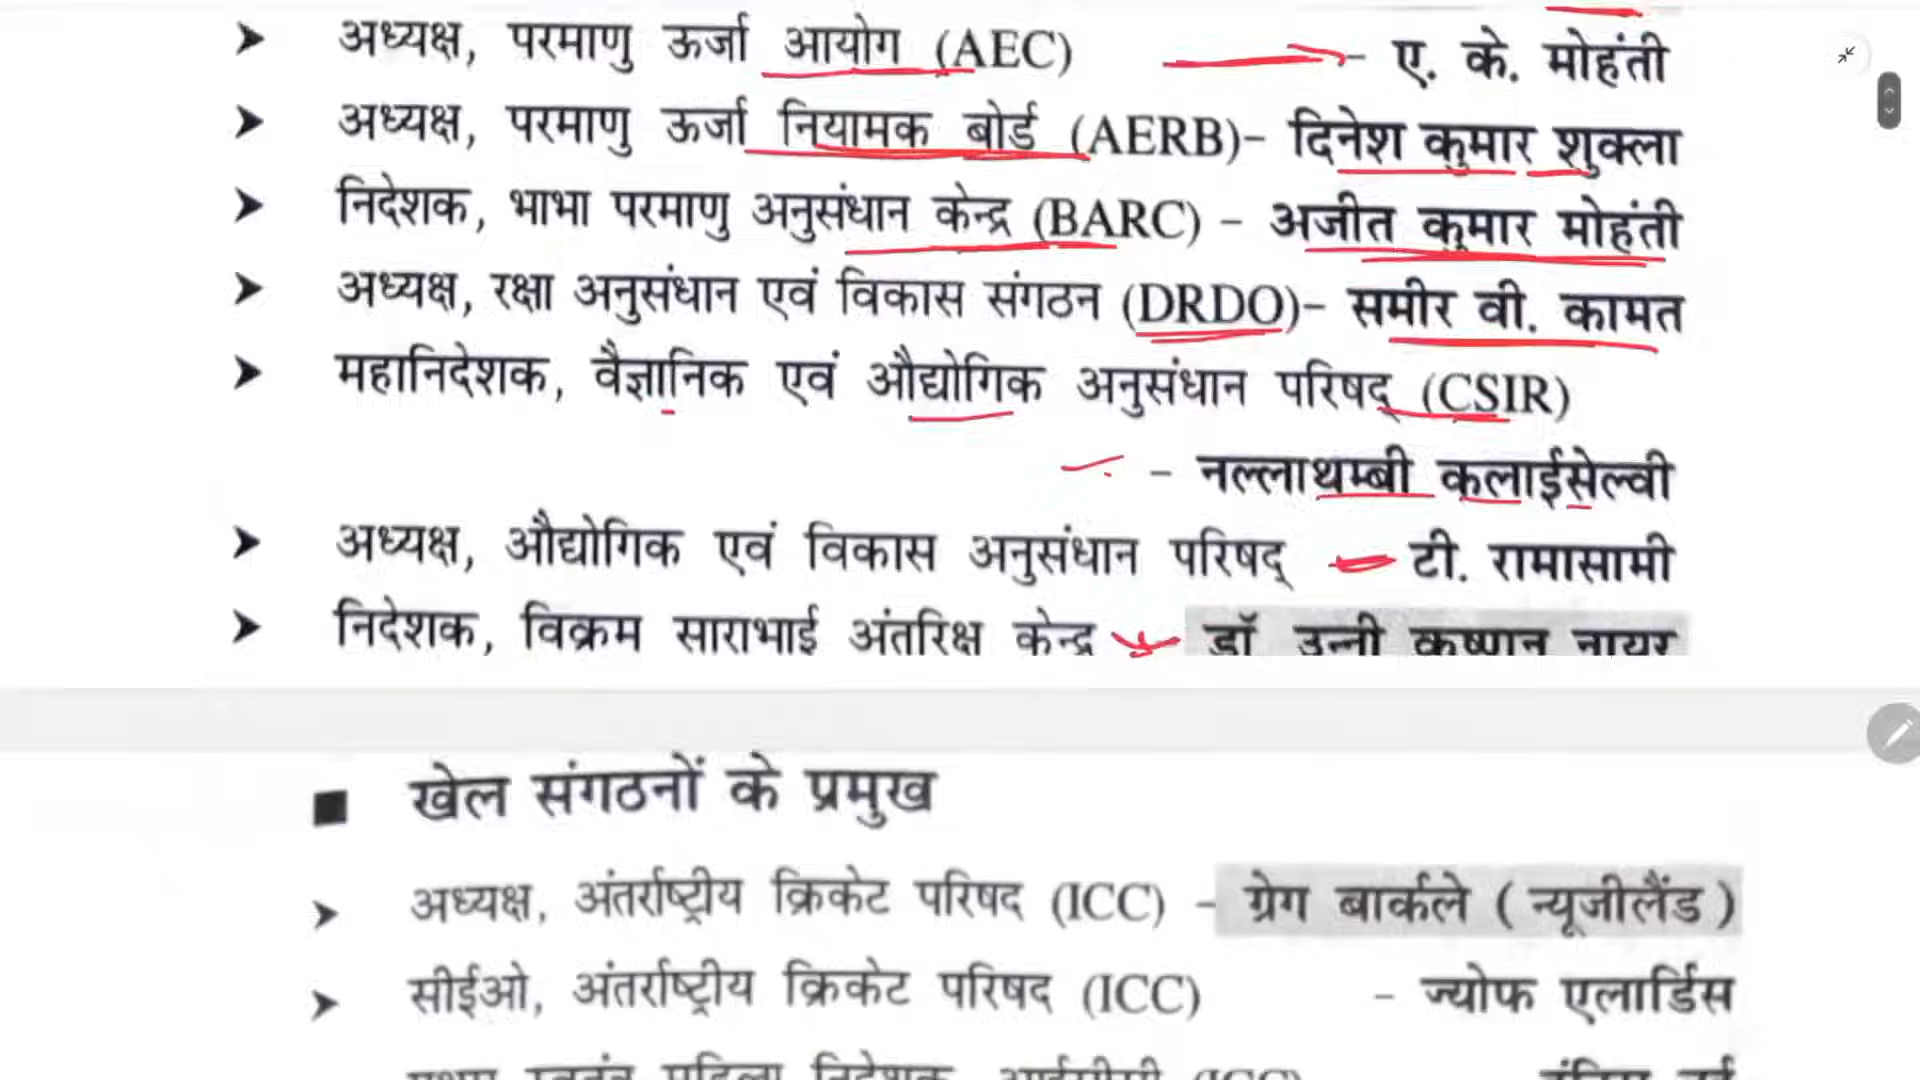 ➤ अध्यक्ष, परमाणु ऊर्जा आयोग (AEC) - ए. के. मोहंती
➤ अध्यक्ष, परमाणु ऊर्जा नियामक बोर्ड (AERB)- दिनेश कुमार शुक्ला
➤ निदेशक, भाभा परमाणु अनुसंधान केन्द्र (BARC) - अजीत कुमार मोहंती
➤ अध्यक्ष, रक्षा अनुसंधान एवं विकास संगठन (DRDO)- समीर वी. कामत
➤ महानिदेशक, वैज्ञानिक एवं औद्योगिक अनुसंधान परिषद् (CSIR)
- नल्लाथम्बी कलाईसेल्वी
➤ अध्यक्ष, औद्योगिक एवं विकास अनुसंधान परिषद् - टी. रामासामी
➤ निदेशक, विक्रम साराभाई अंतरिक्ष केन्द्र डॉ उन्नी कृष्णन नायर
■ खेल संगठनों के प्रमुख
➤ अध्यक्ष, अंतर्राष्ट्रीय क्रिकेट परिषद (ICC) - ग्रेग बार्कले (न्यूजीलैंड)
➤ सीईओ, अंतर्राष्ट्रीय क्रिकेट परिषद (ICC) - ज्योफ एलार्डिस